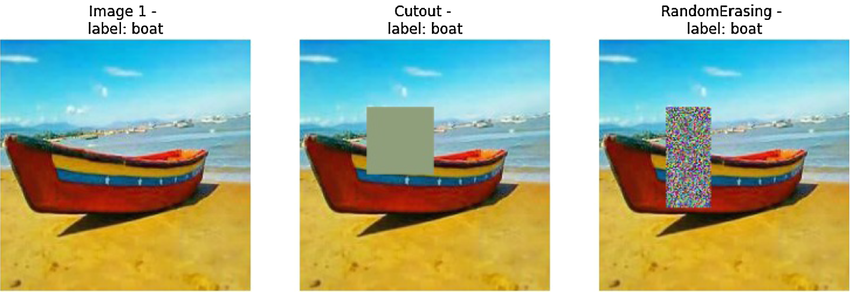 Image 1 -
label: boat
Cutout -
label: boat
RandomErasing -
label: boat